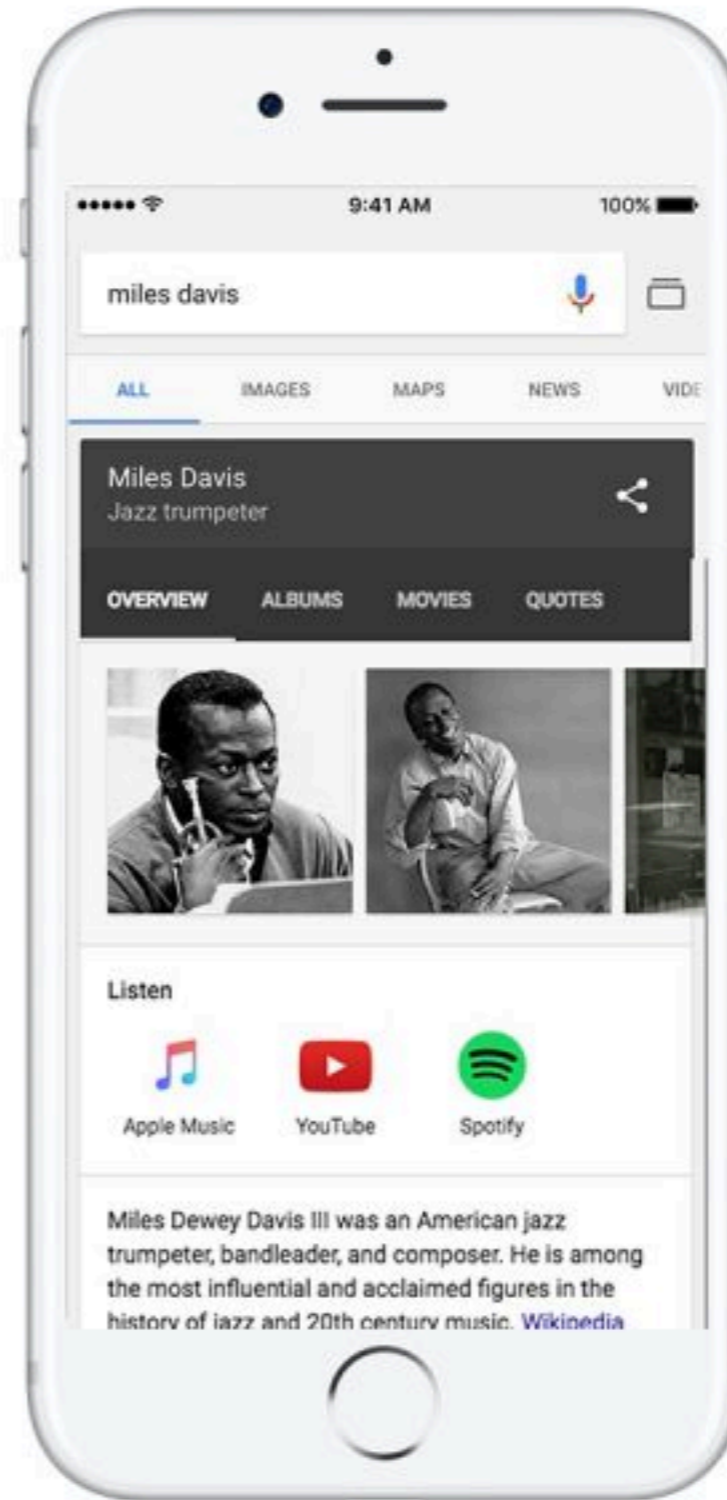 9:41 AM 100%
miles davis
ALL IMAGES MAPS NEWS VIDE
Miles Davis
Jazz trumpeter
OVERVIEW ALBUMS MOVIES QUOTES
Listen
Apple Music YouTube Spotify
Miles Dewey Davis III was an American jazz
trumpeter, bandleader, and composer. He is among
the most influential and acclaimed figures in the
history of jazz and 20th century music. Wikipedia